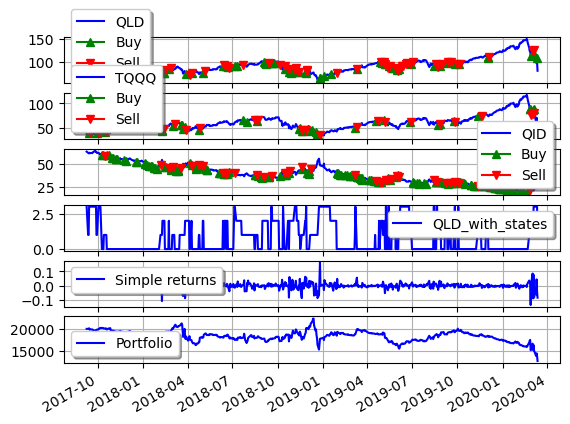 QLD
Buy
Sell
150
100
TQQQ
Buy
Sell
100
50
QID
Buy
Sell
50
25
QLD_with_states
2.5
0.0
Simple returns
0.1
0.0
−0.1
Portfolio
20000
15000
2017-10
2018-01
2018-04
2018-07
2018-10
2019-01
2019-04
2019-07
2019-10
2020-01
2020-04